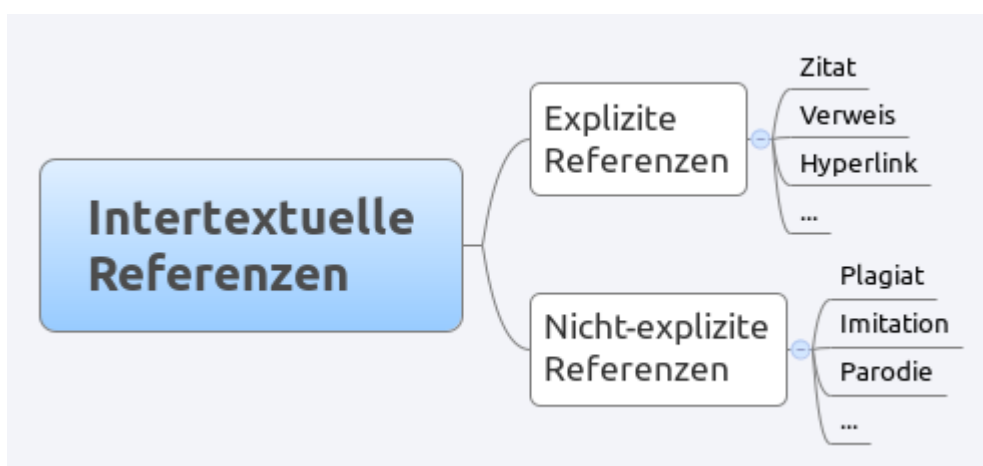 Intertextuelle
Referenzen
Explizite
Referenzen
Zitat
Verweis
Hyperlink
...
Nicht-explizite
Referenzen
Plagiat
Imitation
Parodie
...